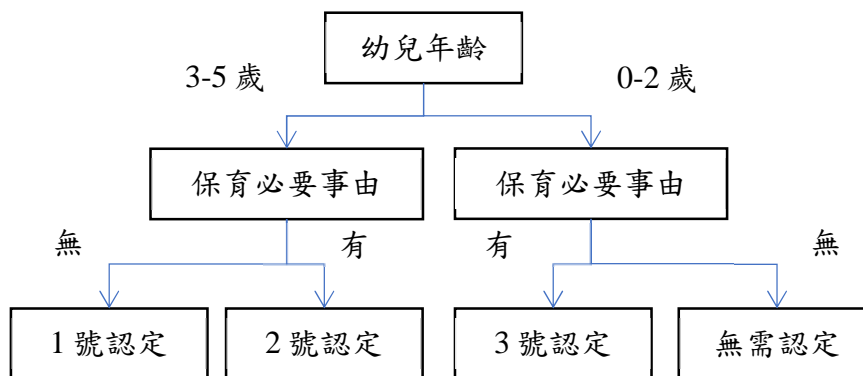 幼兒年齡
3-5 歲
0-2 歲
保育必要事由
保育必要事由
無
有
有
無
1 號認定
2 號認定
3 號認定
無需認定